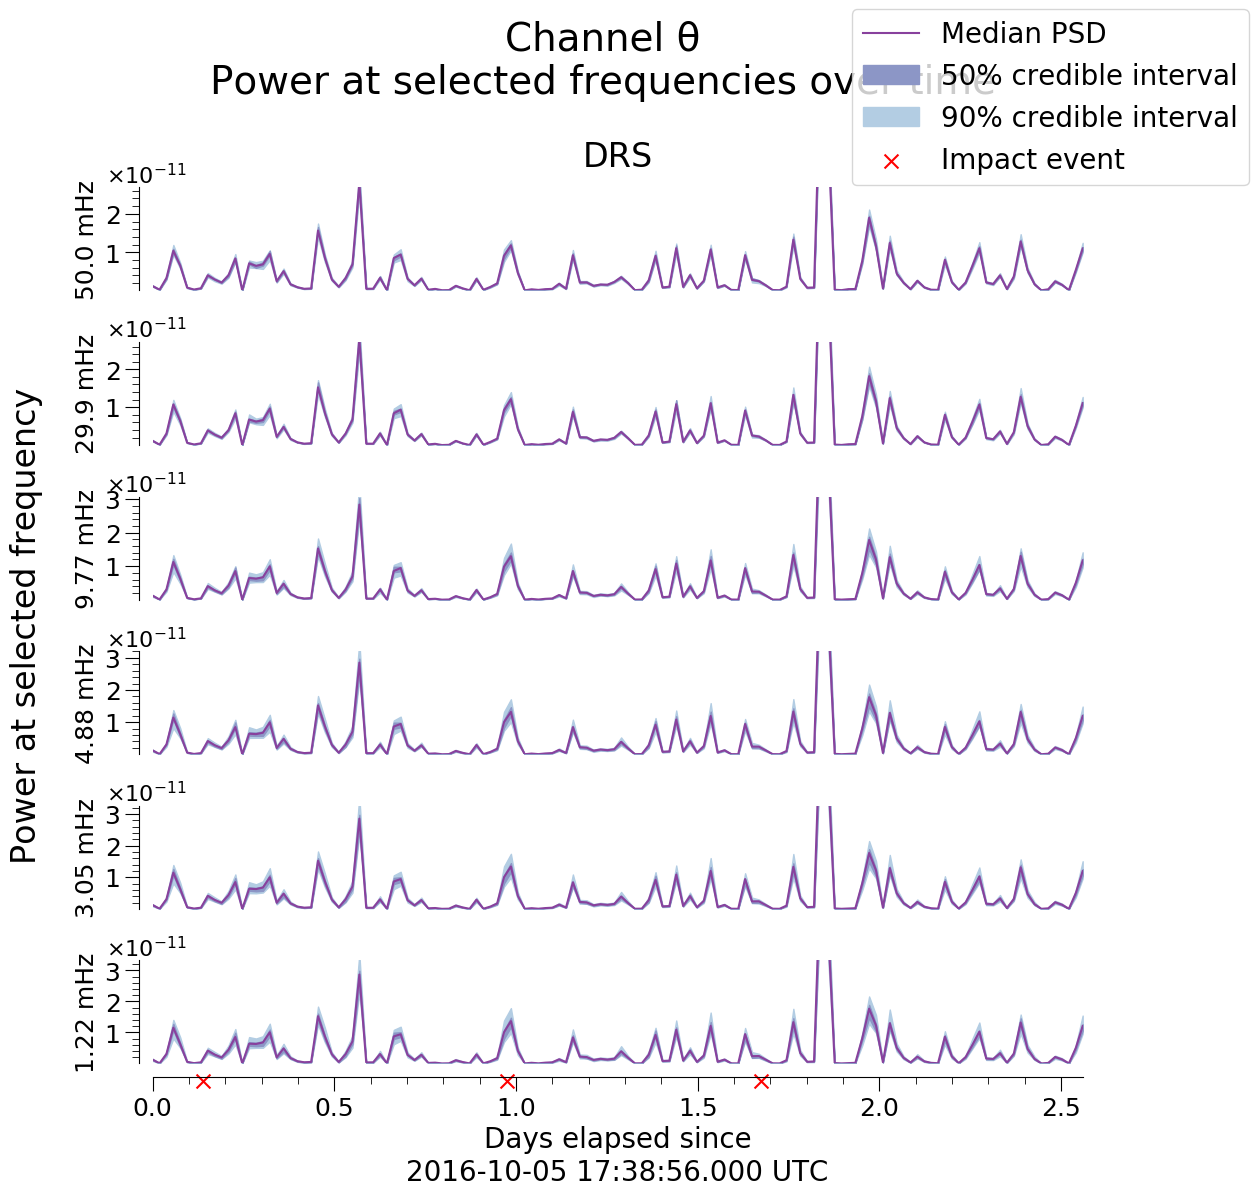 Channel θ
Power at selected frequencies over time
Median PSD
50% credible interval
90% credible interval
Impact event
DRS
Power at selected frequency
×10⁻¹¹
50.0 mHz
2
1
×10⁻¹¹
29.9 mHz
2
1
×10⁻¹¹
9.77 mHz
3
2
1
×10⁻¹¹
4.88 mHz
3
2
1
×10⁻¹¹
3.05 mHz
3
2
1
×10⁻¹¹
1.22 mHz
3
2
1
0.0 0.5 1.0 1.5 2.0 2.5
Days elapsed since
2016-10-05 17:38:56.000 UTC